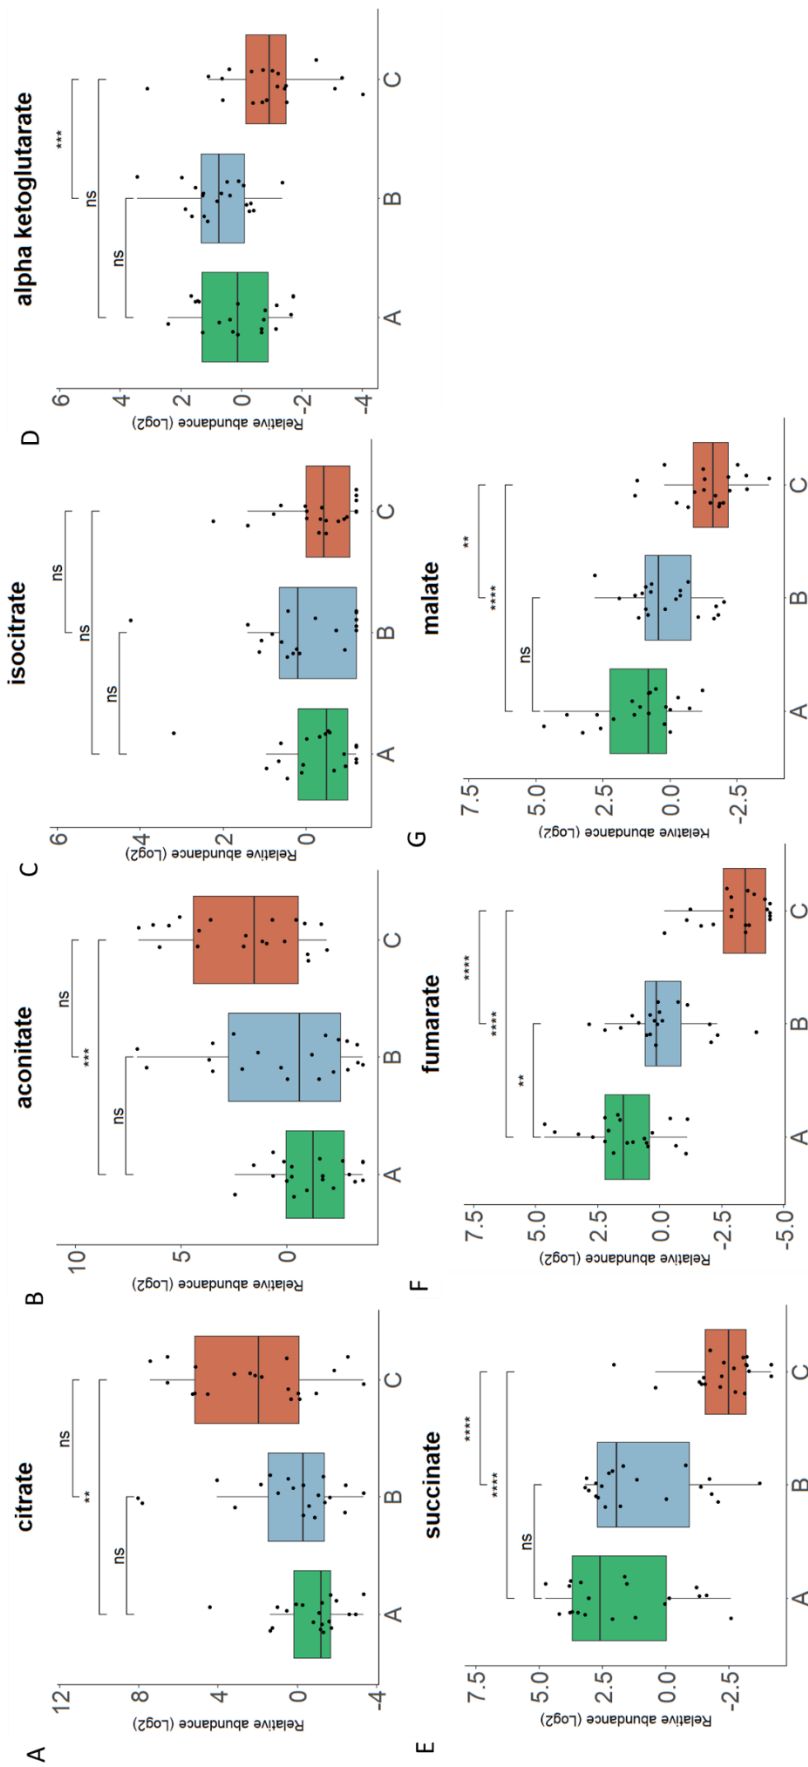 A
citrate
Relative abundance (Log2)
12
8
4
0
-4
ns
**
ns
A B C
B
aconitate
Relative abundance (Log2)
10
5
0
ns
***
ns
A B C
C
isocitrate
Relative abundance (Log2)
6
4
2
0
ns
ns
ns
A B C
D
alpha ketoglutarate
Relative abundance (Log2)
6
4
2
0
-2
-4
***
ns
ns
A B C
E
succinate
Relative abundance (Log2)
7.5
5.0
2.5
0.0
-2.5
****
****
ns
A B C
F
fumarate
Relative abundance (Log2)
7.5
5.0
2.5
0.0
-2.5
-5.0
****
****
**
A B C
G
malate
Relative abundance (Log2)
7.5
5.0
2.5
0.0
-2.5
**
****
ns
A B C